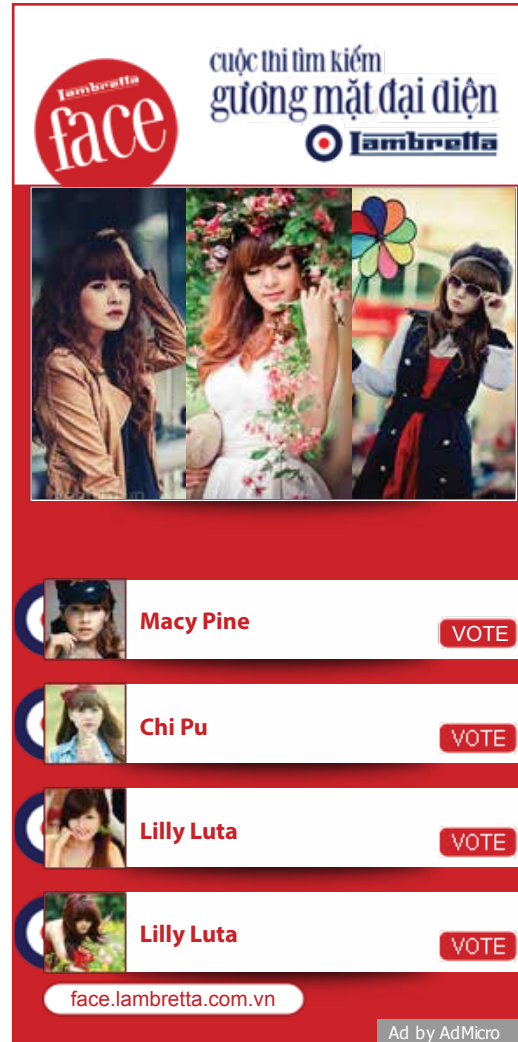 Lambretta
face
cuộc thi tìm kiếm
gương mặt đại diện
Lambretta
Macy Pine
VOTE
Chi Pu
VOTE
Lilly Luta
VOTE
Lilly Luta
VOTE
face.lambretta.com.vn
Ad by AdMicro